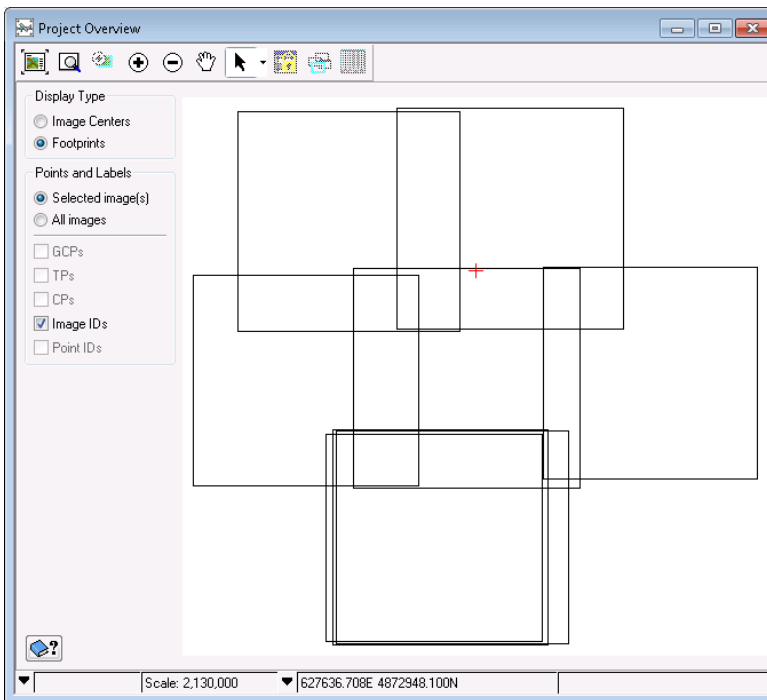 Project Overview
Display Type
Image Centers
Footprints
Points and Labels
Selected image(s)
All images
GCPs
TPs
CPs
Image IDs
Point IDs
?
Scale: 2,130,000
627636.708E 4872948.100N